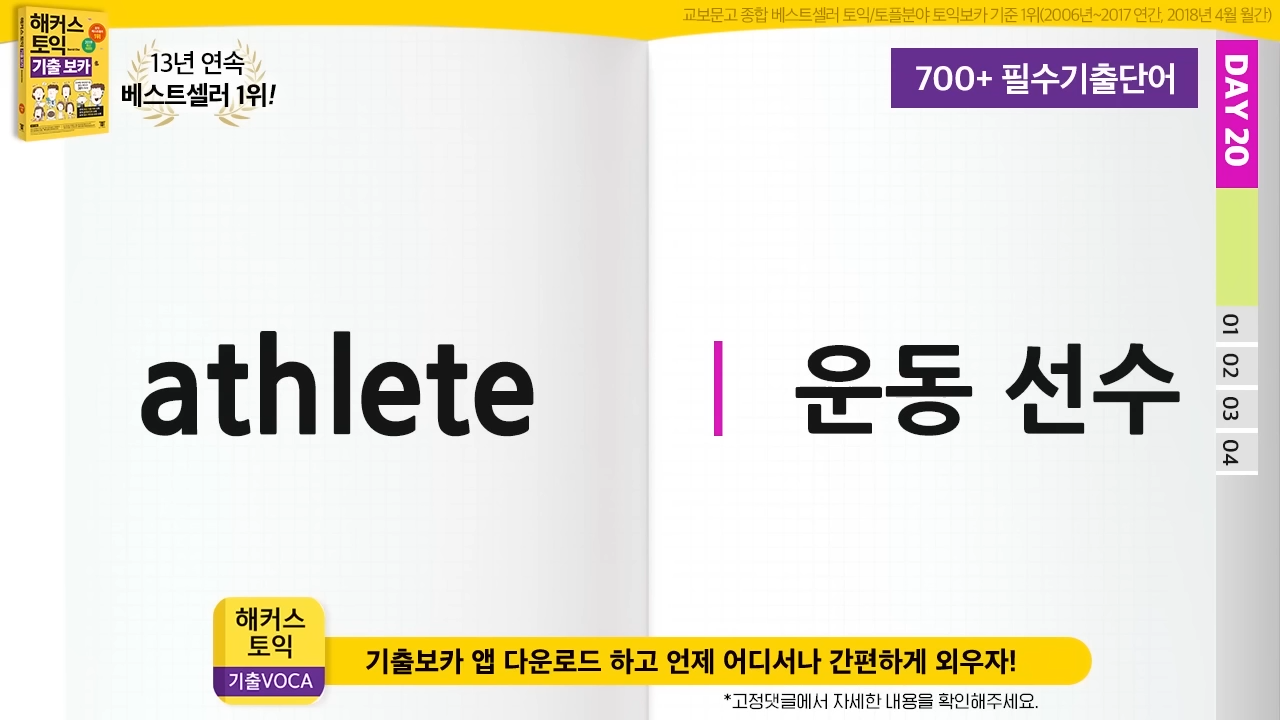 교보문고 종합 베스트셀러 토익/토플분야 토익보카 기준 1위(2006년~2017 연간, 2018년 4월 월간)
해커스
토익
기출 보카
13년 연속
베스트셀러 1위!
700+ 필수기출단어
DAY 20
athlete
운동 선수
01
02
03
04
해커스
토익
기출VOCA
기출보카 앱 다운로드 하고 언제 어디서나 간편하게 외우자!
*고정댓글에서 자세한 내용을 확인해주세요.